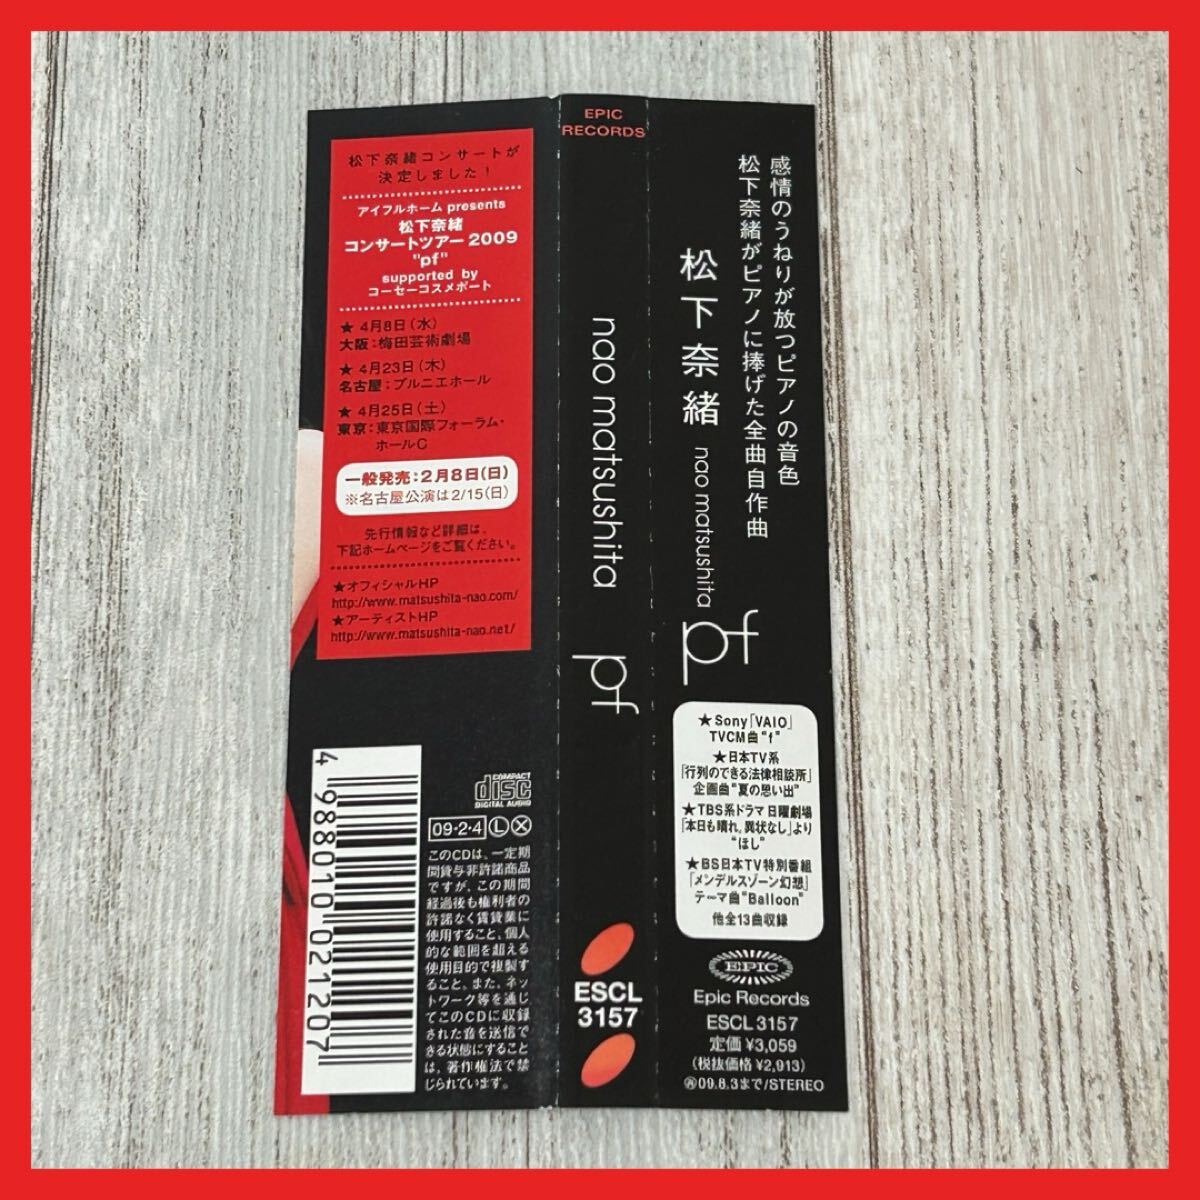 松下奈緒コンサートが
決定しました！
アイフルホーム presents
松下奈緒
コンサートツアー2009
"pf"
supported by
コーセーコスメポート
★ 4月8日(水)
大阪：梅田芸術劇場
★ 4月23日(木)
名古屋：ブルニエホール
★ 4月25日(土)
東京：東京国際フォーラム・
ホールC
一般発売：2月8日(日)
※名古屋公演は2/15(日)
先行情報など詳細は、
下記ホームページをご覧ください。
★オフィシャルHP
http://www.matsushita-nao.com/
★アーティストHP
http://www.matsushita-nao.net/
4 988010 021207
COMPACT
disc
DIGITAL AUDIO
09・2・4 Ⓛ Ⓧ
このCDは、一定期
間貸与非許諾商品
ですが、この期間
経過後も権利者の
許諾なく賃貸業に
使用すること、個人
的な範囲を超える
使用目的で複製す
ること、また、ネッ
トワーク等を通じ
てこのCDに収録
された音を送信で
きる状態にすること
は、著作権法で禁
じられています。
EPIC
RECORDS
nao matsushita
pf
ESCL
3157
感情のうねりが放つピアノの音色
松下奈緒がピアノに捧げた全曲自作曲
松下奈緒
nao matsushita
pf
★Sony「VAIO」
TVCM曲“f”
★日本TV系
「行列のできる法律相談所」
企画曲“夏の思い出”
★TBS系ドラマ 日曜劇場
「本日も晴れ。異状なし」より
“ほし”
★BS日本TV特別番組
「メンデルスゾーン幻想」
テーマ曲“Balloon”
他全13曲収録
EPIC
Epic Records
ESCL 3157
定価 ¥3,059
(税抜価格 ¥2,913)
㋐09.8.3まで/STEREO